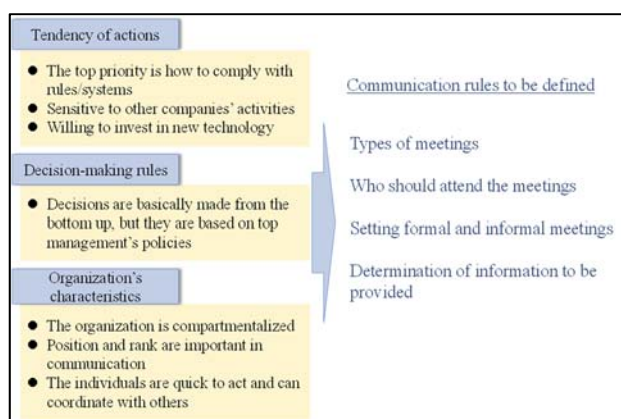 Tendency of actions
● The top priority is how to comply with
rules/systems
● Sensitive to other companies' activities
● Willing to invest in new technology
Decision-making rules
● Decisions are basically made from the
bottom up, but they are based on top
management's policies
Organization's
characteristics
● The organization is compartmentalized
● Position and rank are important in
communication
● The individuals are quick to act and can
coordinate with others
Communication rules to be defined
Types of meetings
Who should attend the meetings
Setting formal and informal meetings
Determination of information to be
provided